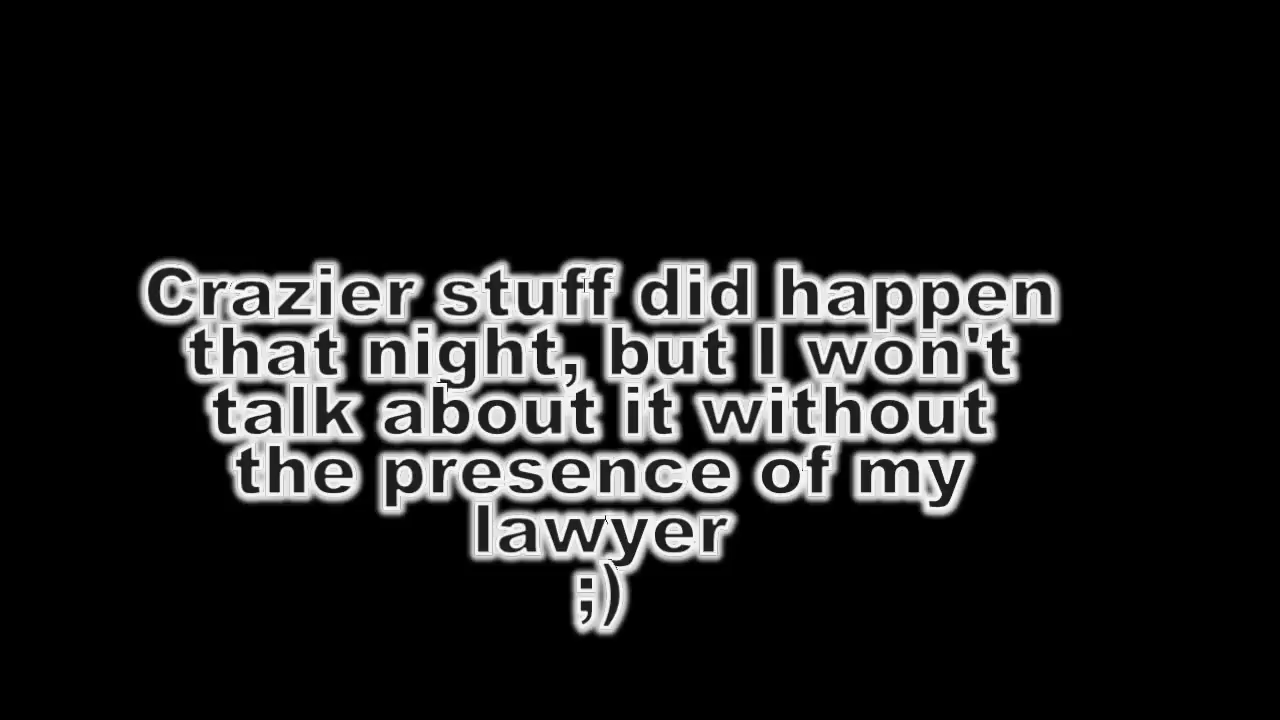 Crazier stuff did happen
that night, but I won't
talk about it without
the presence of my
lawyer
;)